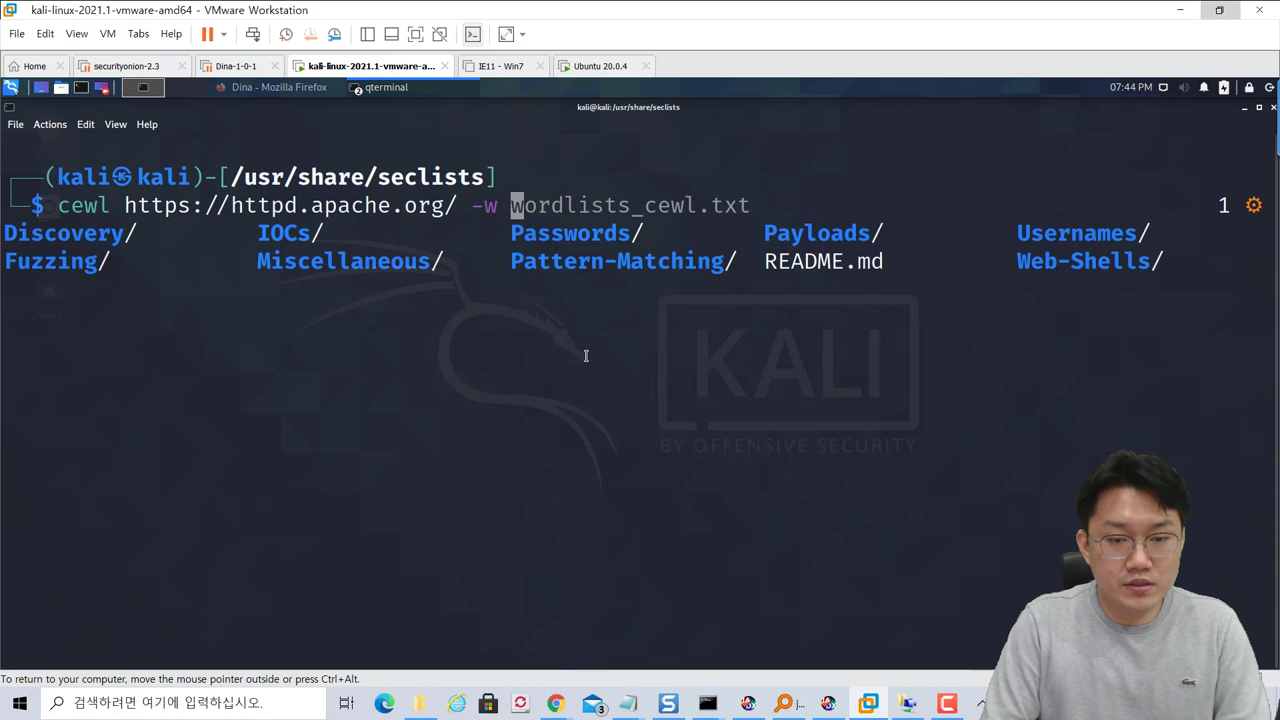 kali-linux-2021.1-vmware-amd64 - VMware Workstation
File Edit View VM Tabs Help
Home securityonion-2.3 Dina-1-0-1 kali-linux-2021.1-vmware-a... IE11 - Win7 Ubuntu 20.0.4
Dina - Mozilla Firefox qterminal 07:44 PM
kali@kali:/usr/share/seclists
File Actions Edit View Help
(kali㉿kali)-[/usr/share/seclists]
$ cewl https://httpd.apache.org/ -w wordlists_cewl.txt 1
Discovery/ IOCs/ Passwords/ Payloads/ Usernames/
Fuzzing/ Miscellaneous/ Pattern-Matching/ README.md Web-Shells/
KALI
BY OFFENSIVE SECURITY
To return to your computer, move the mouse pointer outside or press Ctrl+Alt.
검색하려면 여기에 입력하십시오.